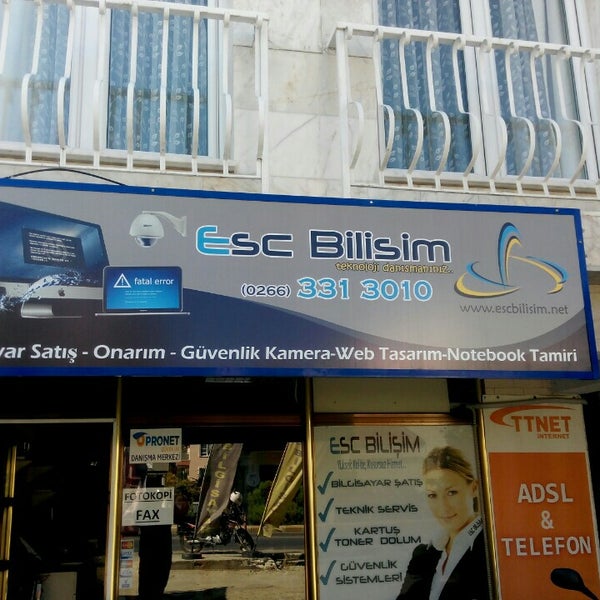 Esc Bilisim
teknoloji danışmanınız..
(0266) 331 3010
www.escbilisim.net
fatal error
yar Satış - Onarım - Güvenlik Kamera-Web Tasarım-Notebook Tamiri
PRONET
GÜVENLİK
DANIŞMA MERKEZİ
FOTOKOPİ
FAX
ESC BİLİŞİM
BİLGİSAYAR SATIŞ
TEKNİK SERVİS
KARTUŞ
TONER DOLUM
GÜVENLİK
SİSTEMLERİ
TTNET
INTERNET
ADSL
&
TELEFON